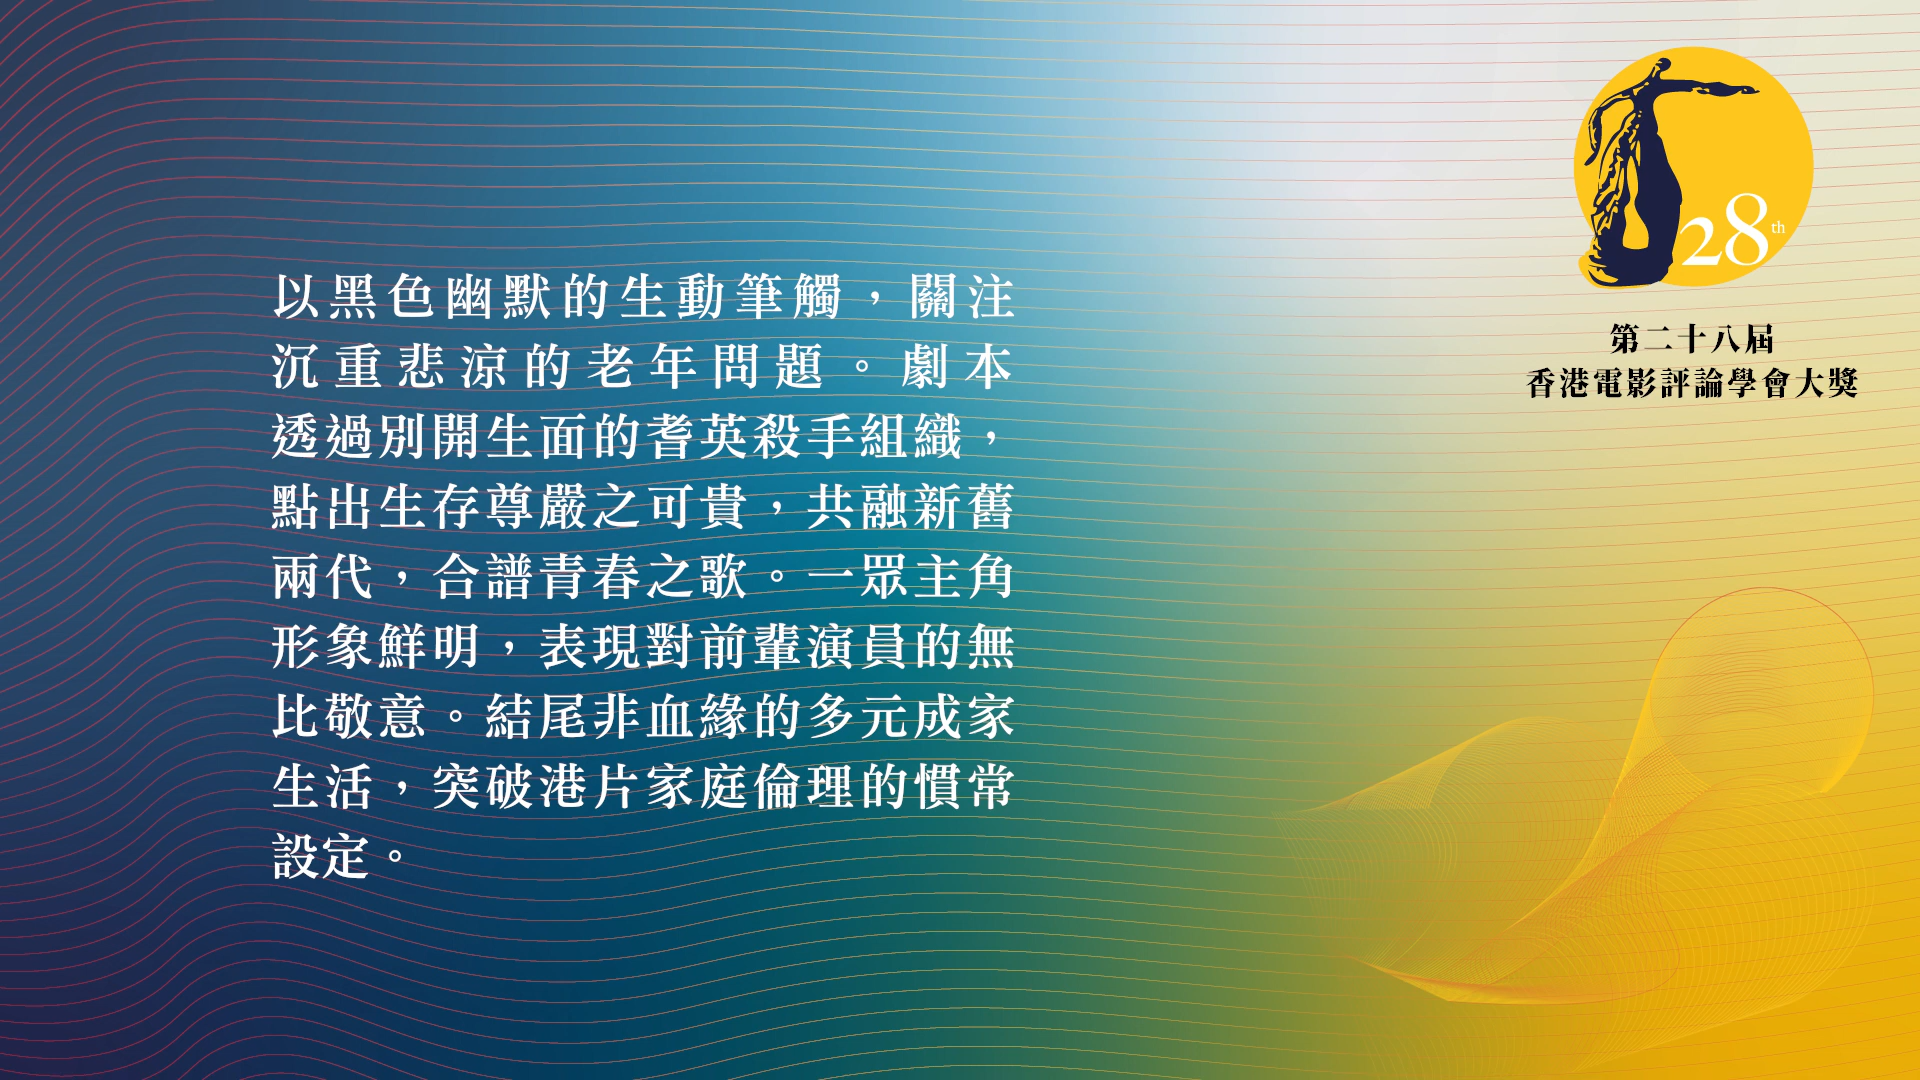 以黑色幽默的生動筆觸，關注
沉重悲涼的老年問題。劇本
透過別開生面的耆英殺手組織，
點出生存尊嚴之可貴，共融新舊
兩代，合譜青春之歌。一眾主角
形象鮮明，表現對前輩演員的無
比敬意。結尾非血緣的多元成家
生活，突破港片家庭倫理的慣常
設定。
28th
第二十八屆
香港電影評論學會大獎